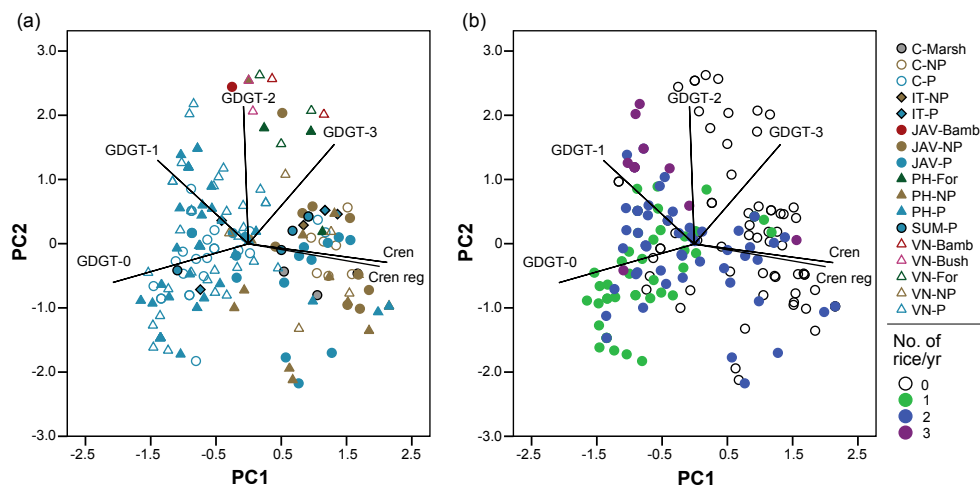 (a)
3.0
2.0
1.0
0
-1.0
-2.0
-3.0
PC2
GDGT-2
GDGT-3
GDGT-1
GDGT-0
Cren
Cren reg
-2.5
-1.5
-0.5
0.5
1.5
2.5
PC1
(b)
3.0
2.0
1.0
0
-1.0
-2.0
-3.0
GDGT-2
GDGT-3
GDGT-1
GDGT-0
Cren
Cren reg
-2.5
-1.5
-0.5
0.5
1.5
2.5
PC1
C-Marsh
C-NP
C-P
IT-NP
IT-P
JAV-Bamb
JAV-NP
JAV-P
PH-For
PH-NP
PH-P
SUM-P
VN-Bamb
VN-Bush
VN-For
VN-NP
VN-P
No. of
rice/yr
0
1
2
3